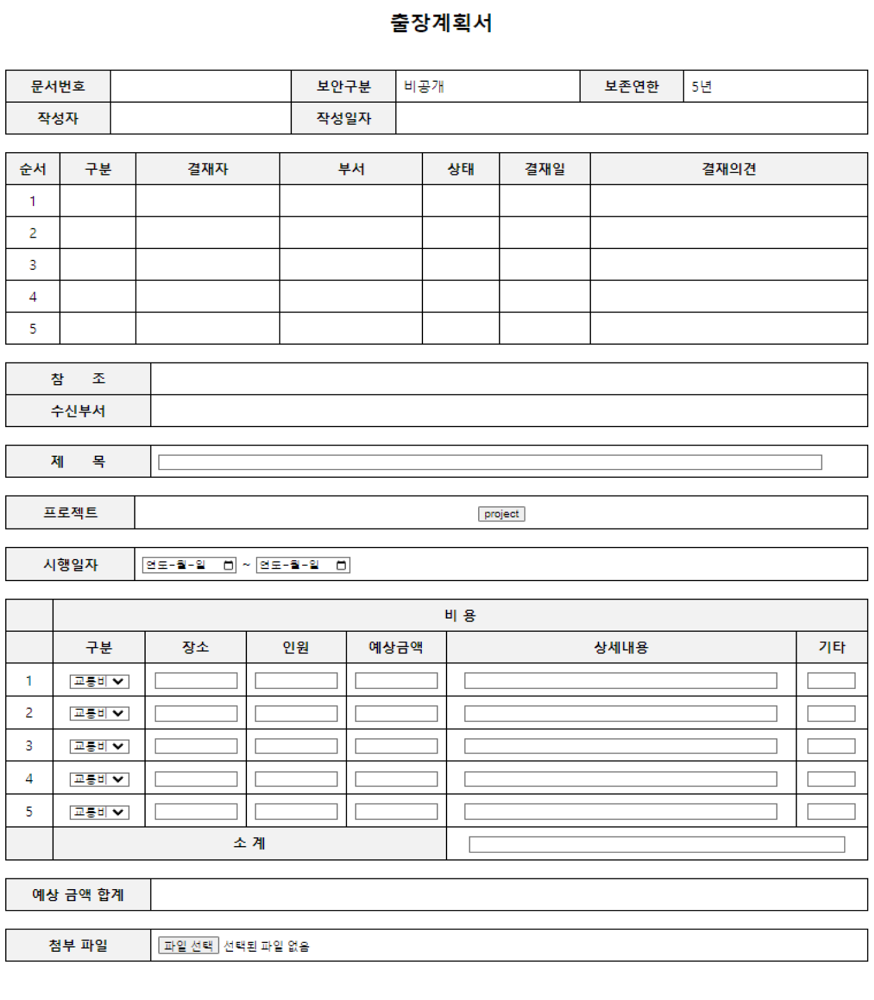 출장계획서
문서번호 보안구분 비공개 보존연한 5년
작성자 작성일자
순서 구분 결재자 부서 상태 결재일 결재의견
1
2
3
4
5
참 조
수신부서
제 목
프로젝트 project
시행일자 연도-월-일 ~ 연도-월-일
비 용
구분 장소 인원 예상금액 상세내용 기타
1 교통비
2 교통비
3 교통비
4 교통비
5 교통비
소 계
예상 금액 합계
첨부 파일 파일 선택 선택된 파일 없음